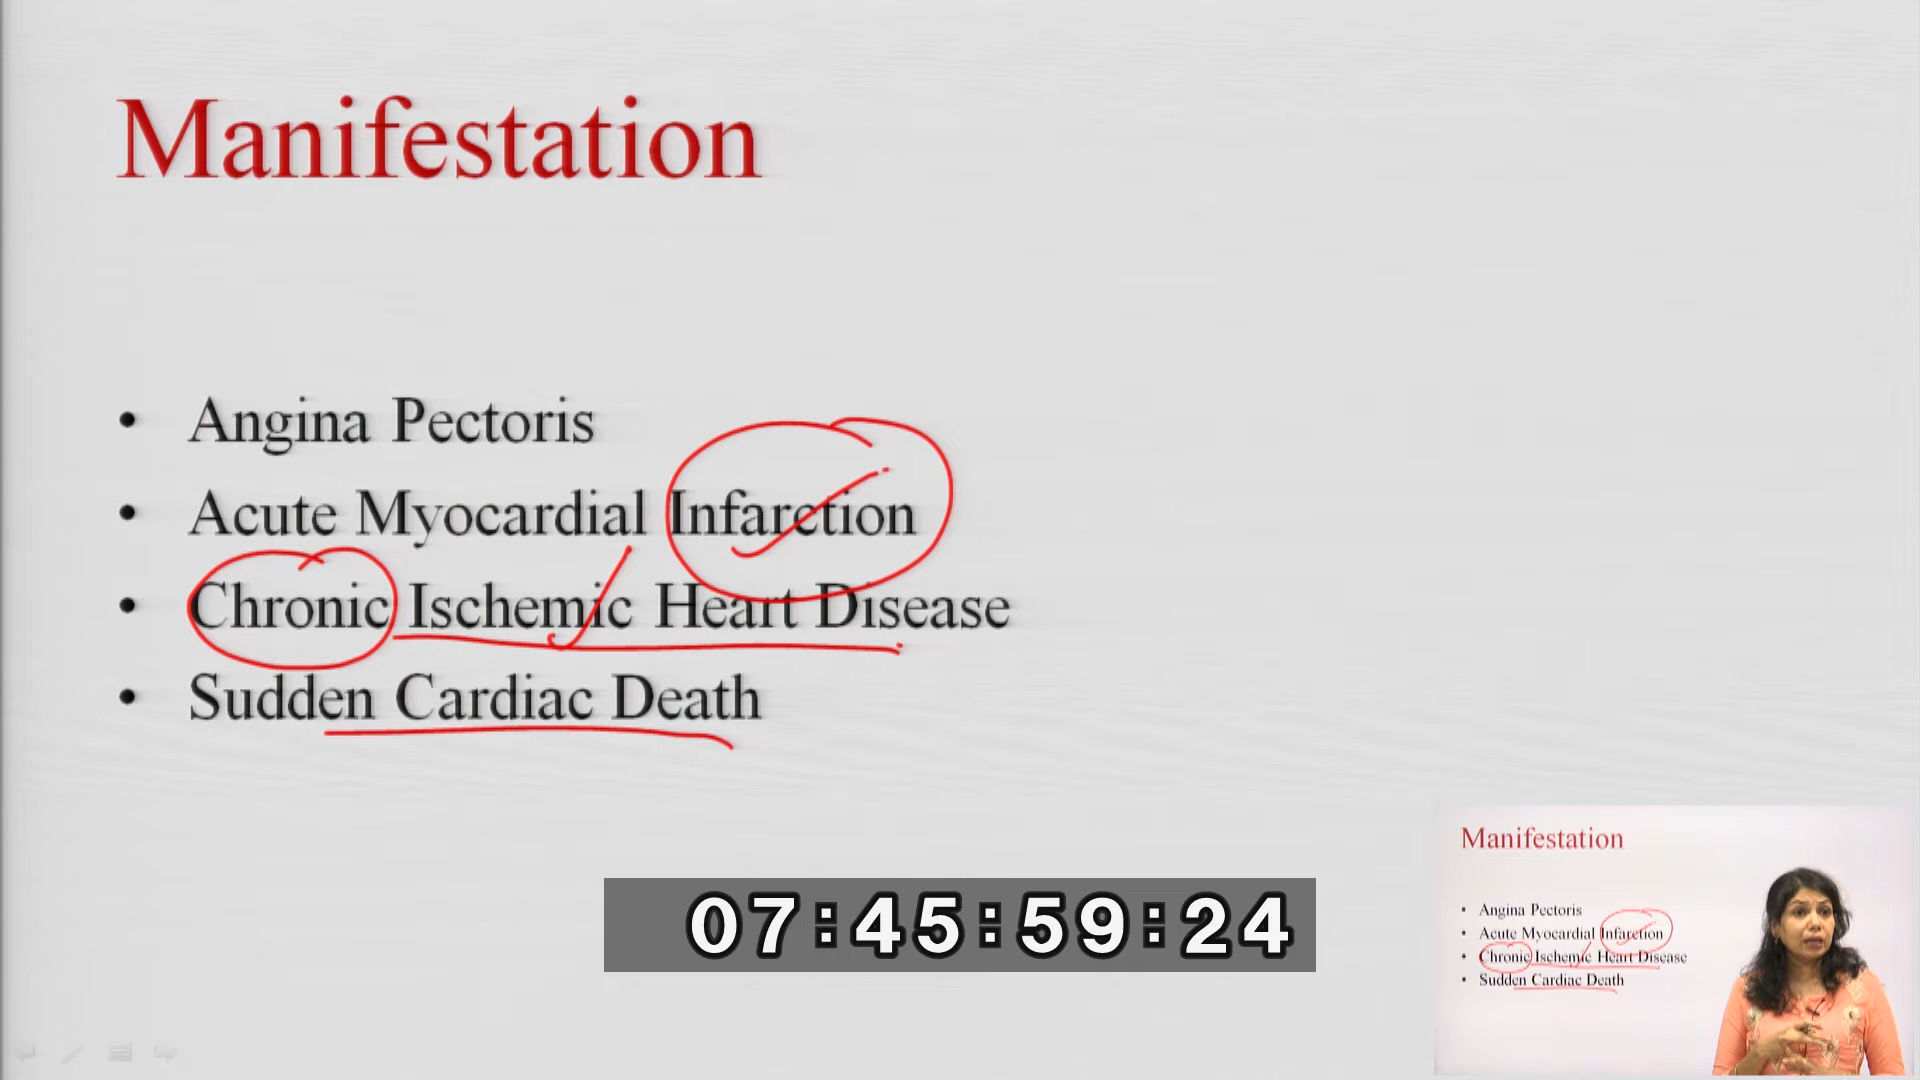 Manifestation
• Angina Pectoris
• Acute Myocardial Infarction
• Chronic Ischemic Heart Disease
• Sudden Cardiac Death
07:45:59:24
Manifestation
• Angina Pectoris
• Acute Myocardial Infarction
• Chronic Ischemic Heart Disease
• Sudden Cardiac Death